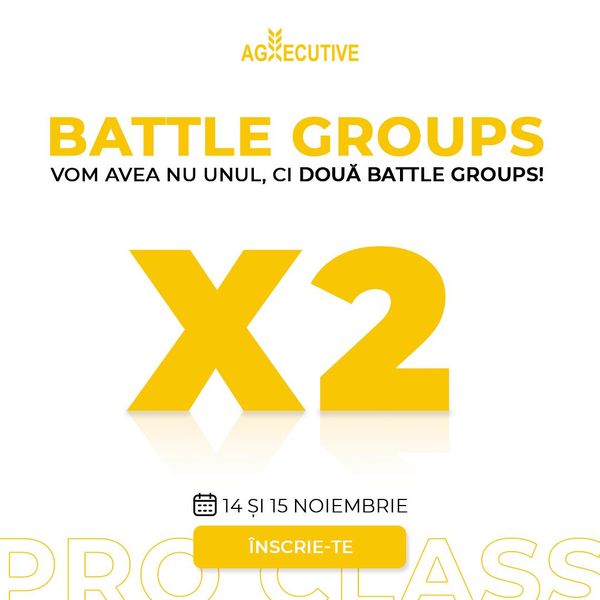 AGXECUTIVE
BATTLE GROUPS
VOM AVEA NU UNUL, CI DOUĂ BATTLE GROUPS!
X2
14 ȘI 15 NOIEMBRIE
ÎNSCRIE-TE
PRO CLASS